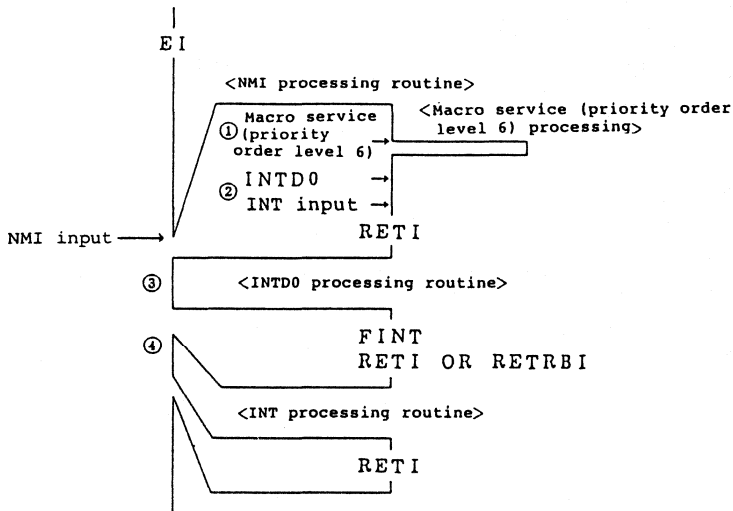 EI
<NMI processing routine>
① Macro service
(priority
order level 6)
<Macro service (priority order
level 6) processing>
② INTD0
INT input
NMI input
RETI
③ <INTD0 processing routine>
④ FINT
RETI OR RETRBI
<INT processing routine>
RETI